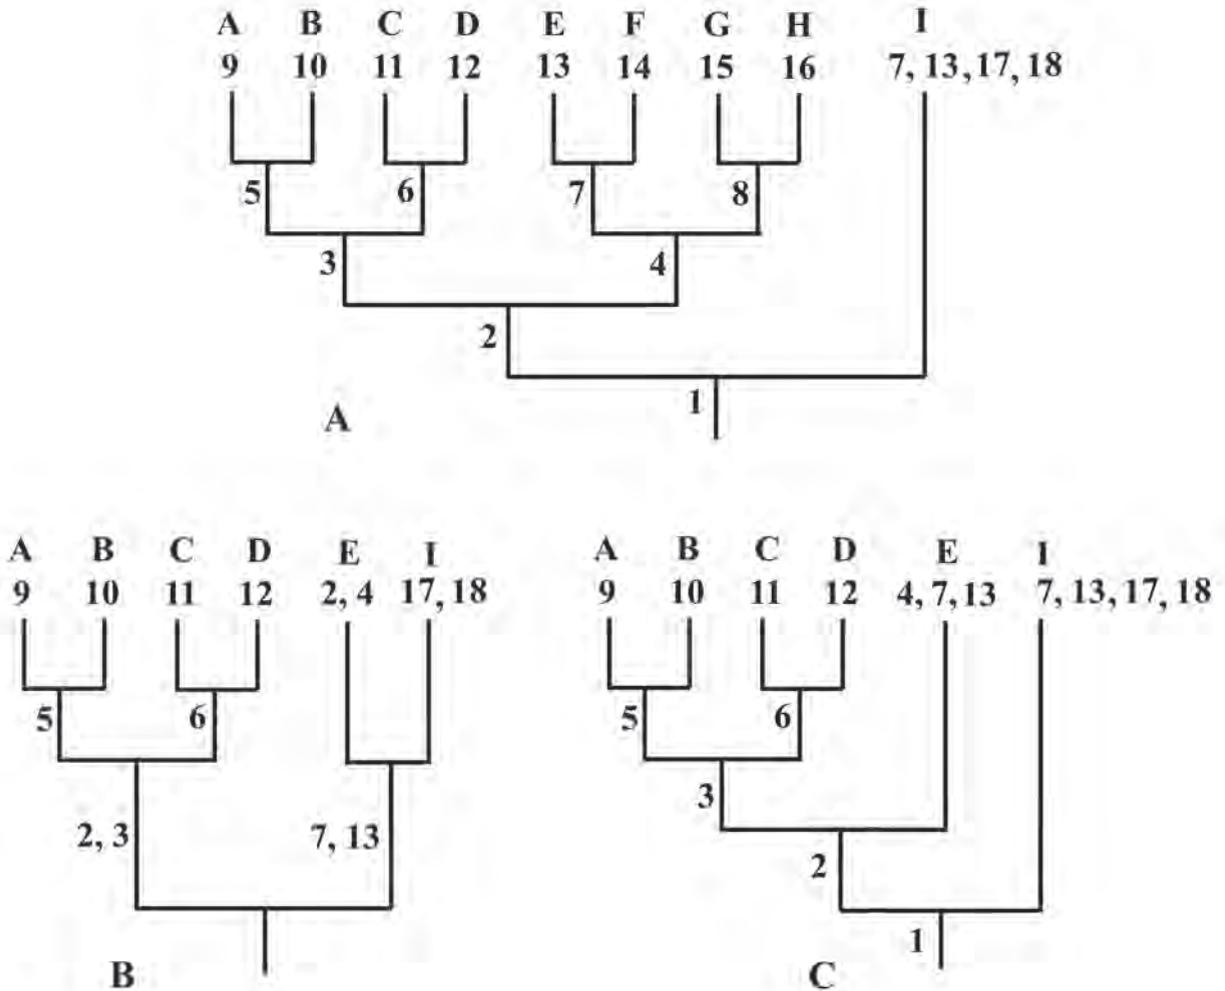 A B C D E F G H I
9 10 11 12 13 14 15 16 7, 13, 17, 18
5 6 7 8
3 4
2
1
A
A B C D E I
9 10 11 12 2, 4 17, 18
5 6
2, 3 7, 13
B
A B C D E I
9 10 11 12 4, 7, 13 7, 13, 17, 18
5 6
3
2
1
C